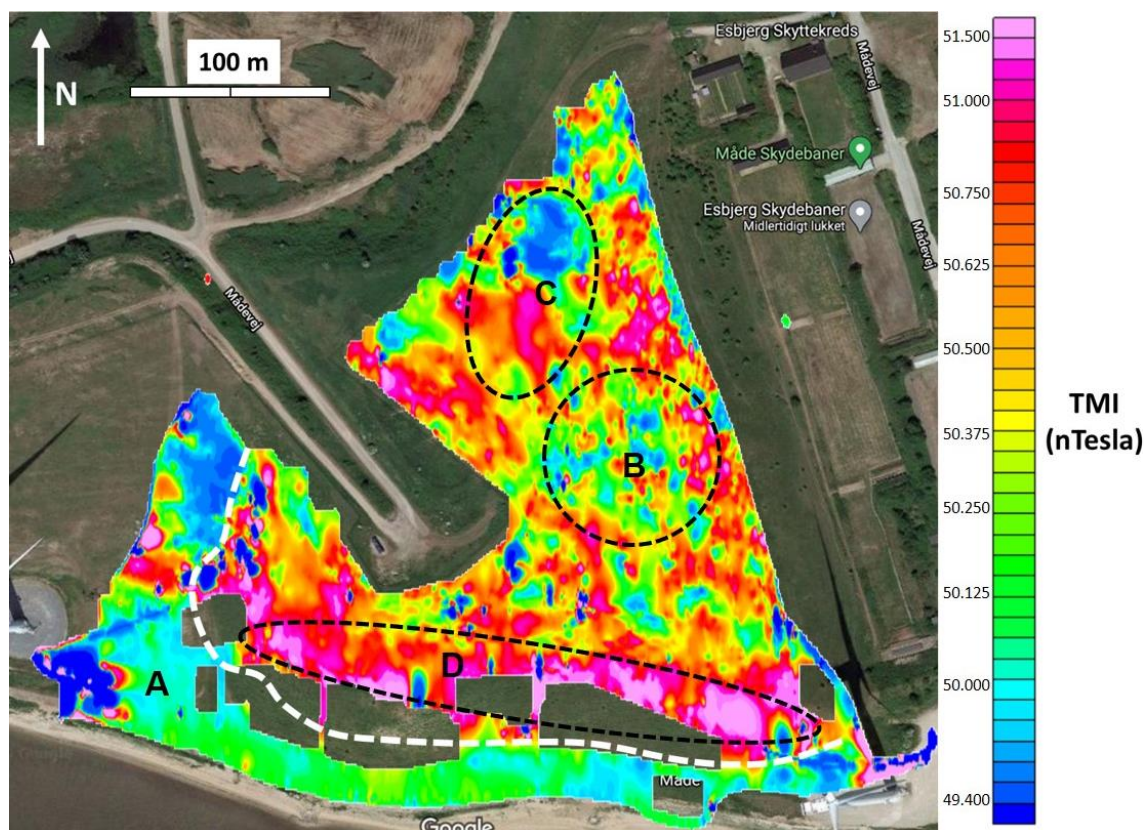 N
100 m
Esbjerg Skyttekreds
Mådevej
Måde Skydebaner
Esbjerg Skydebaner
Midlertidigt lukket
Mådevej
Mådevej
C
B
A
D
Måde
Google
51.500
51.000
50.750
50.625
50.500
50.375
50.250
50.125
50.000
49.400
TMI
(nTesla)